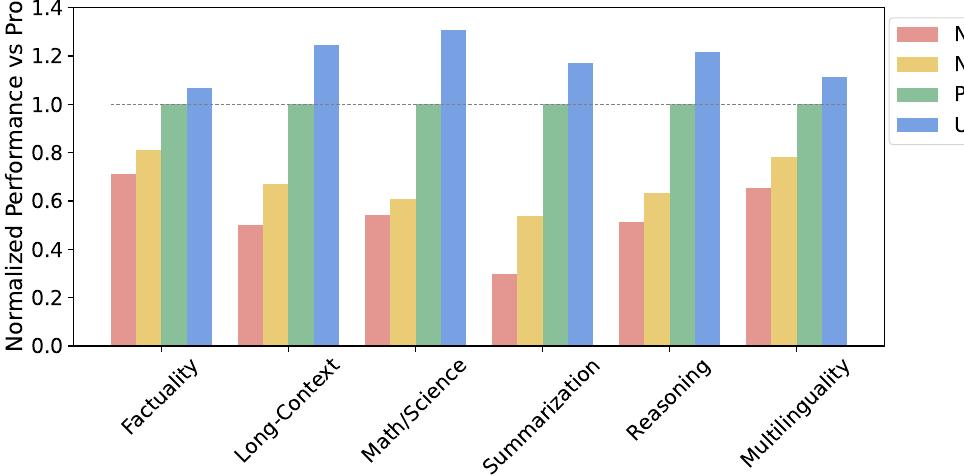 Normalized Performance vs Pro
1.4
1.2
1.0
0.8
0.6
0.4
0.2
0.0
Factuality
Long-Context
Math/Science
Summarization
Reasoning
Multilinguality
N
N
P
U